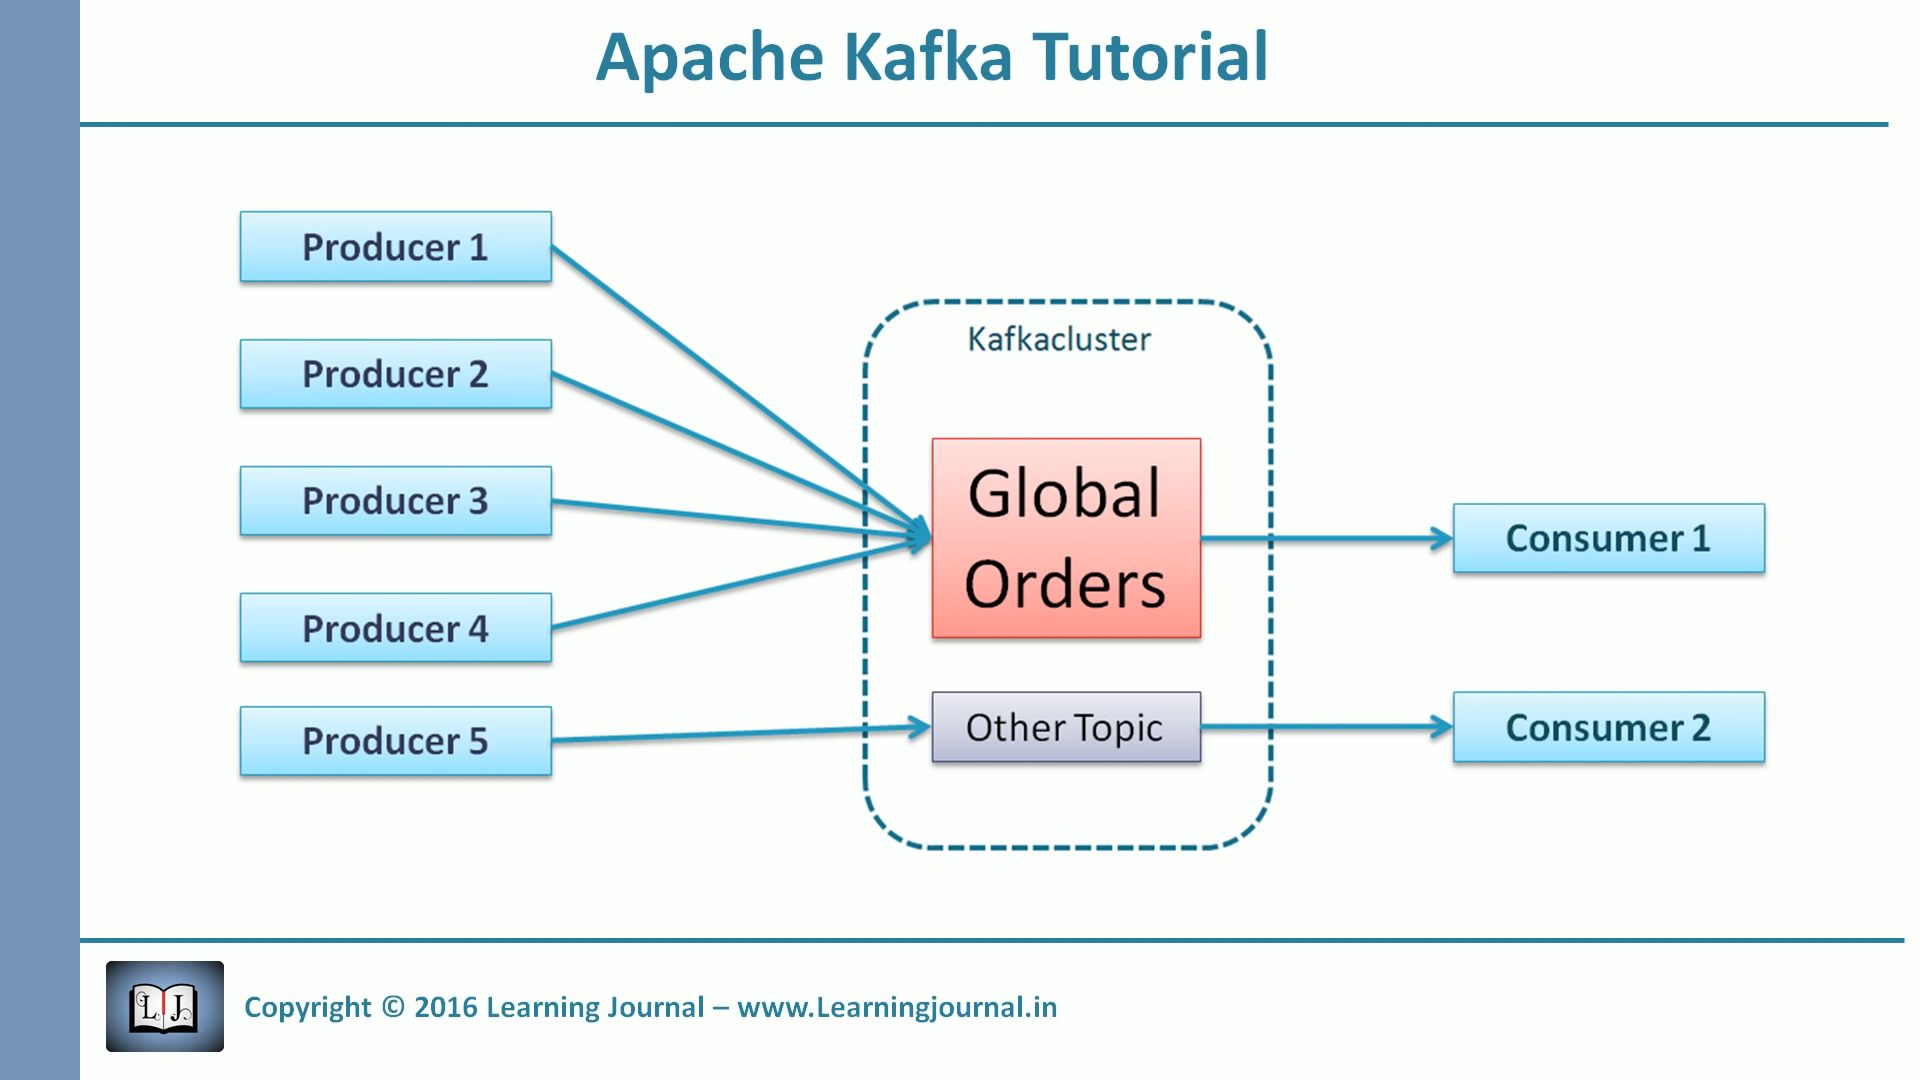 Apache Kafka Tutorial
Producer 1
Producer 2
Producer 3
Producer 4
Producer 5
Kafkacluster
Global
Orders
Other Topic
Consumer 1
Consumer 2
L J
Copyright © 2016 Learning Journal – www.Learningjournal.in